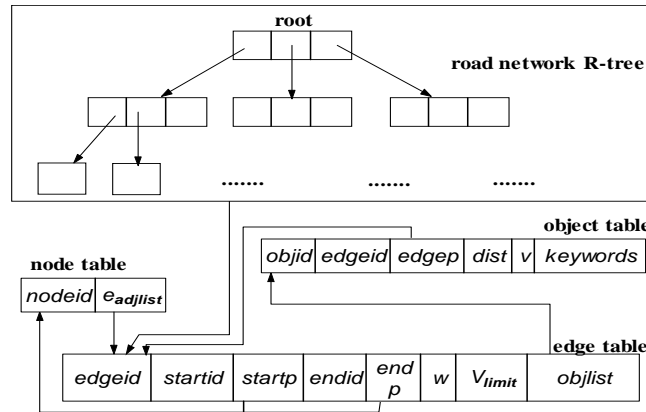 root
road network R-tree
....... ....... .......
object table
objid edgeid edgep dist v keywords
node table
nodeid e_adjlist
edge table
edgeid startid startp endid end p w V_limit objlist